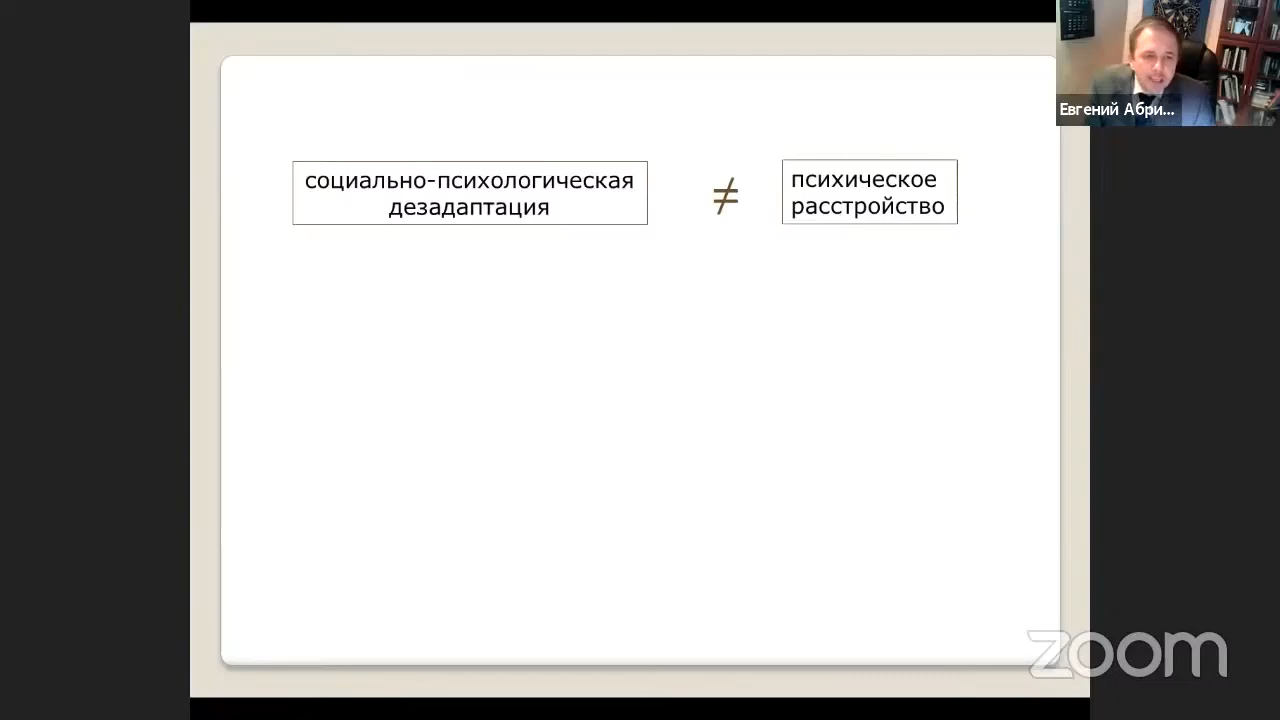 социально-психологическая
дезадаптация
≠
психическое
расстройство
Евгений Абри...
zoom